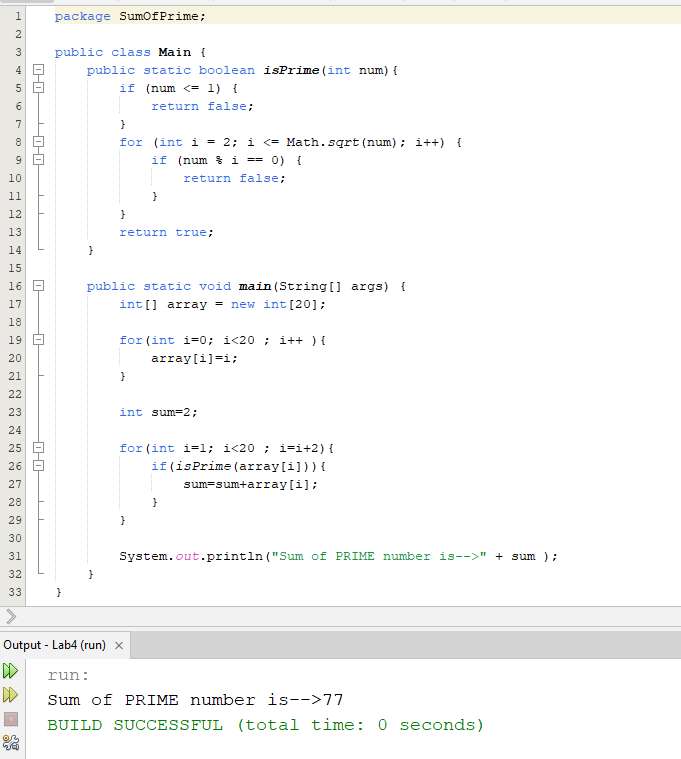 1 package SumOfPrime;
2
3 public class Main {
4 public static boolean isPrime(int num){
5 if (num <= 1) {
6 return false;
7 }
8 for (int i = 2; i <= Math.sqrt(num); i++) {
9 if (num % i == 0) {
10 return false;
11 }
12 }
13 return true;
14 }
15
16 public static void main(String[] args) {
17 int[] array = new int[20];
18
19 for(int i=0; i<20 ; i++ ){
20 array[i]=i;
21 }
22
23 int sum=2;
24
25 for(int i=1; i<20 ; i=i+2){
26 if(isPrime(array[i])){
27 sum=sum+array[i];
28 }
29 }
30
31 System.out.println("Sum of PRIME number is-->" + sum );
32 }
33 }
Output - Lab4 (run) ×
run:
Sum of PRIME number is-->77
BUILD SUCCESSFUL (total time: 0 seconds)